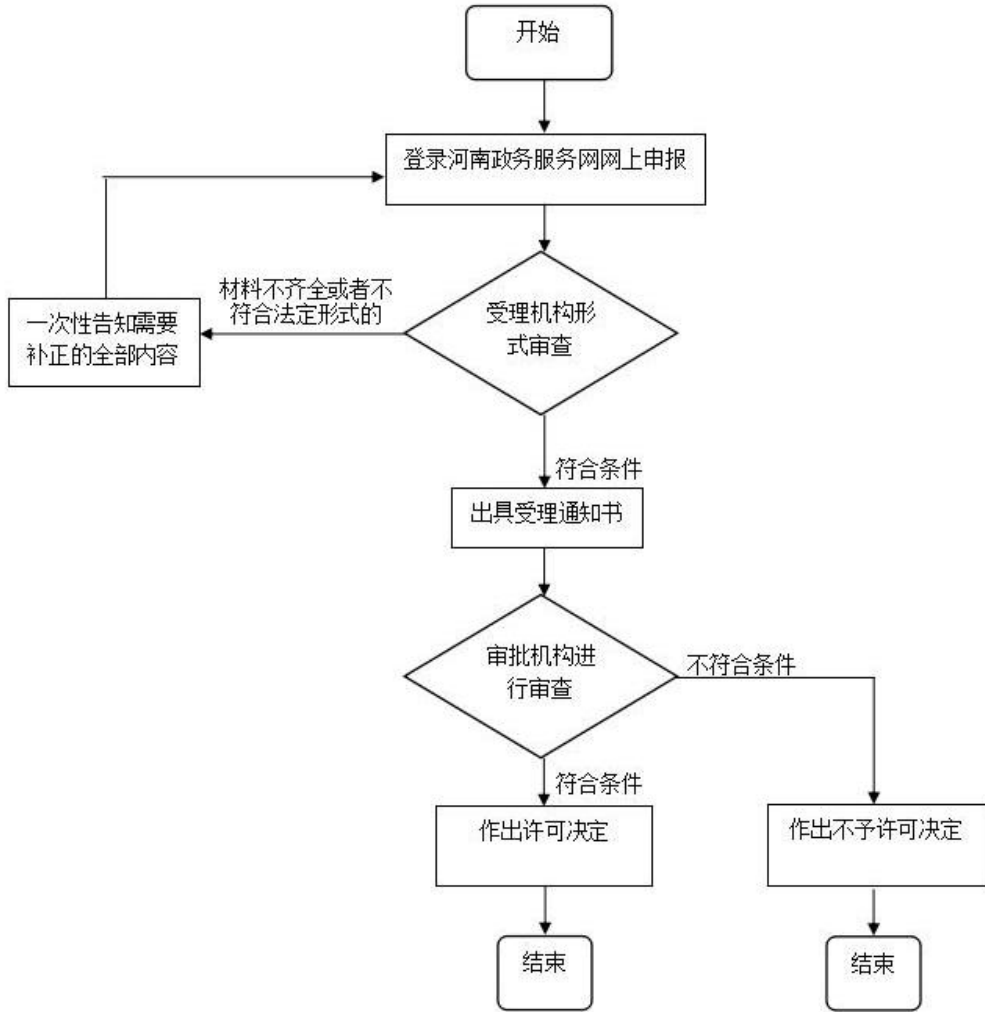 开始
登录河南政务服务网网上申报
材料不齐全或者不
符合法定形式的
一次性告知需要
补正的全部内容
受理机构形
式审查
符合条件
出具受理通知书
审批机构进
行审查
不符合条件
符合条件
作出许可决定
作出不予许可决定
结束
结束